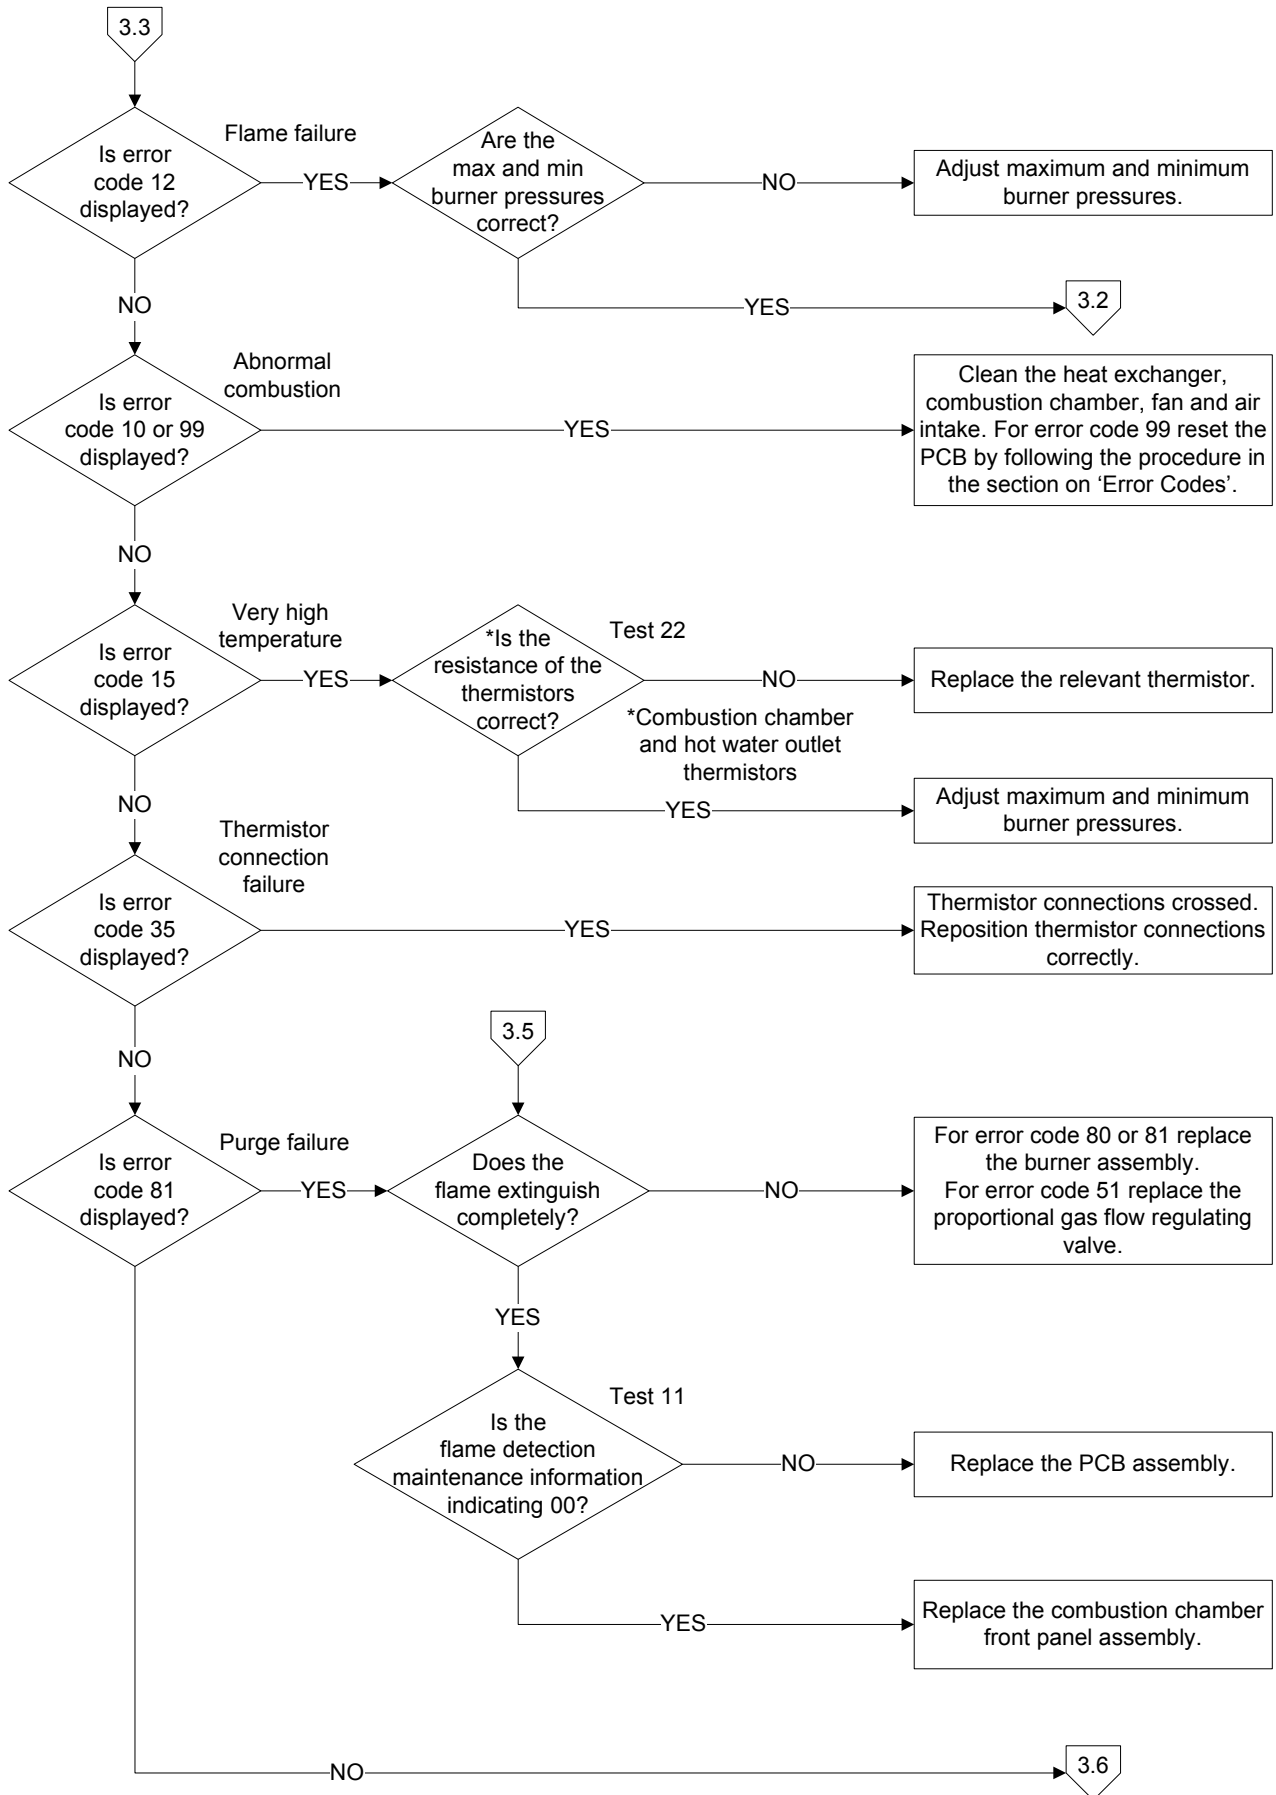 3.3
Is error
code 12
displayed?
Flame failure
YES
Are the
max and min
burner pressures
correct?
NO
Adjust maximum and minimum
burner pressures.
YES
3.2
NO
Is error
code 10 or 99
displayed?
Abnormal
combustion
YES
Clean the heat exchanger,
combustion chamber, fan and air
intake. For error code 99 reset the
PCB by following the procedure in
the section on ‘Error Codes’.
NO
Is error
code 15
displayed?
Very high
temperature
YES
*Is the
resistance of the
thermistors
correct?
Test 22
NO
*Combustion chamber
and hot water outlet
thermistors
Replace the relevant thermistor.
YES
Adjust maximum and minimum
burner pressures.
NO
Is error
code 35
displayed?
Thermistor
connection
failure
YES
Thermistor connections crossed.
Reposition thermistor connections
correctly.
NO
Is error
code 81
displayed?
Purge failure
YES
3.5
Does the
flame extinguish
completely?
NO
For error code 80 or 81 replace
the burner assembly.
For error code 51 replace the
proportional gas flow regulating
valve.
YES
Is the
flame detection
maintenance information
indicating 00?
Test 11
NO
Replace the PCB assembly.
YES
Replace the combustion chamber
front panel assembly.
NO
3.6